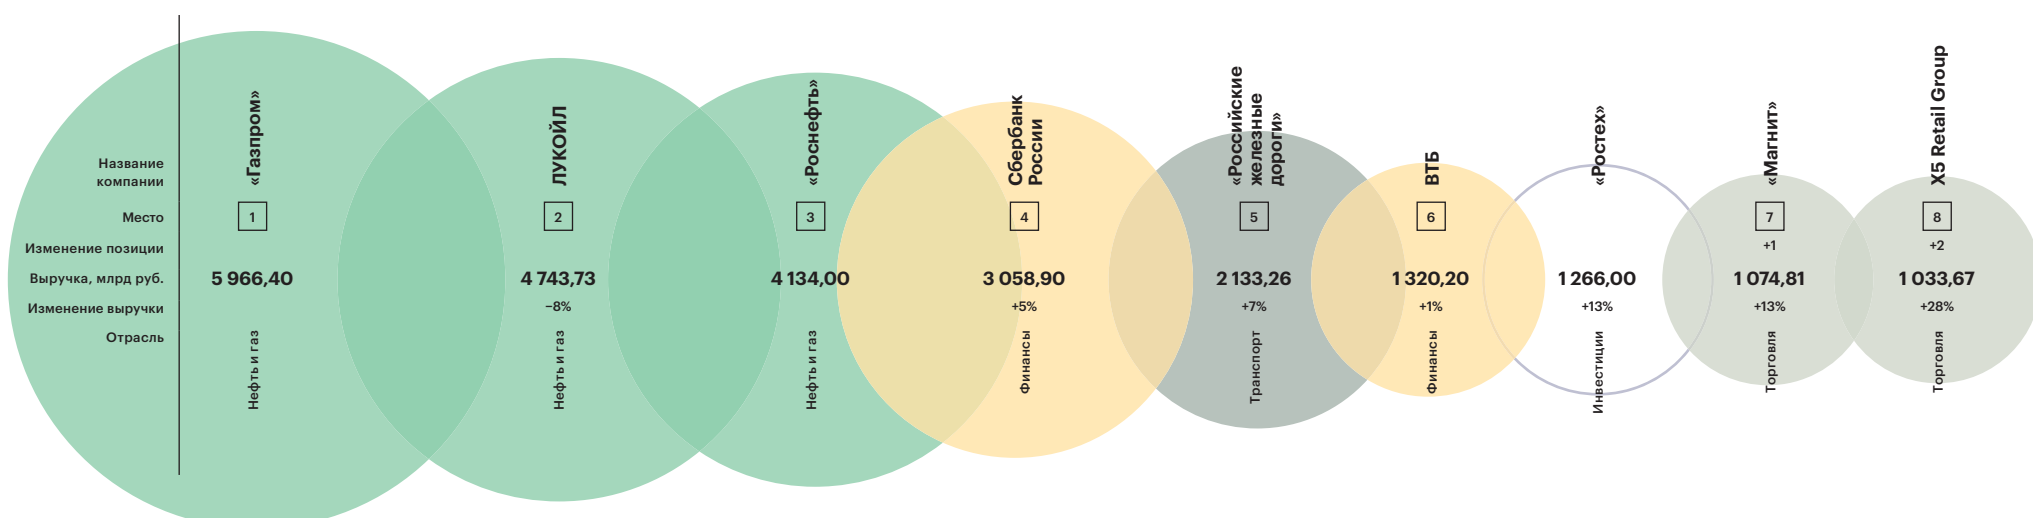 Название
компании
Место
Изменение позиции
Выручка, млрд руб.
Изменение выручки
Отрасль
«Газпром»
1
5 966,40
Нефть и газ
ЛУКОЙЛ
2
4 743,73
−8%
Нефть и газ
«Роснефть»
3
4 134,00
Нефть и газ
Сбербанк
России
4
3 058,90
+5%
Финансы
«Российские
железные
дороги»
5
2 133,26
+7%
Транспорт
ВТБ
6
1 320,20
+1%
Финансы
«Ростех»
1 266,00
+13%
Инвестиции
«Магнит»
7
+1
1 074,81
+13%
Торговля
X5 Retail Group
8
+2
1 033,67
+28%
Торговля